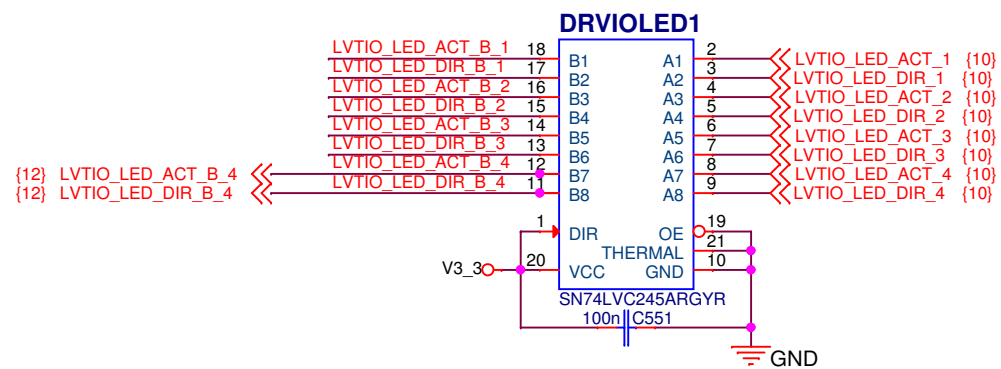 DRVIOLED1
LVTIO_LED_ACT_B_1 18 B1 A1 2 LVTIO_LED_ACT_1 {10}
LVTIO_LED_DIR_B_1 17 B2 A2 3 LVTIO_LED_DIR_1 {10}
LVTIO_LED_ACT_B_2 16 B3 A3 4 LVTIO_LED_ACT_2 {10}
LVTIO_LED_DIR_B_2 15 B4 A4 5 LVTIO_LED_DIR_2 {10}
LVTIO_LED_ACT_B_3 14 B5 A5 6 LVTIO_LED_ACT_3 {10}
LVTIO_LED_DIR_B_3 13 B6 A6 7 LVTIO_LED_DIR_3 {10}
{12} LVTIO_LED_ACT_B_4 LVTIO_LED_ACT_B_4 12 B7 A7 8 LVTIO_LED_ACT_4 {10}
{12} LVTIO_LED_DIR_B_4 LVTIO_LED_DIR_B_4 11 B8 A8 9 LVTIO_LED_DIR_4 {10}
1 DIR OE 19
THERMAL 21
V3_3 20 VCC GND 10
SN74LVC245ARGYR
100n C551
GND